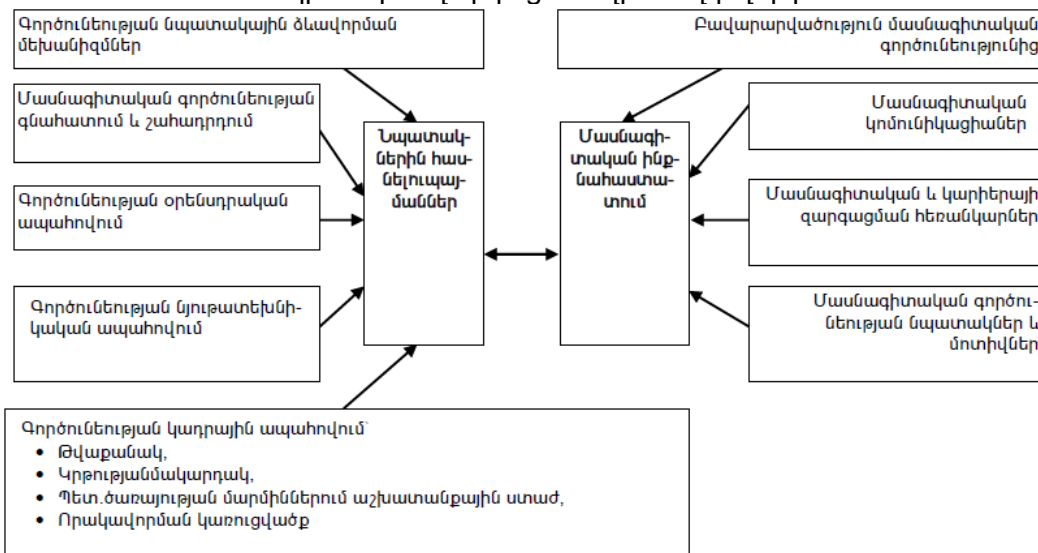 Գործունեության նպատակային ձևավորման
մեխանիզմներ
Բավարարվածություն մասնագիտական
գործունեությունից
Մասնագիտական գործունեության
գնահատում և շահադրդում
Նպատակ-
ներին հաս-
նելուպայ-
մաններ
Մասնագի-
տական ինք-
նահաստա-
տում
Մասնագիտական
կոմունիկացիաներ
Գործունեության օրենսդրական
ապահովում
Մասնագիտական և կարիերային
զարգացման հեռանկարներ
Գործունեության նյութատեխնի-
կական ապահովում
Մասնագիտական գործու-
նեության նպատակներ և
մոտիվներ
Գործունեության կադրային ապահովում՝
• Թվաքանակ,
• Կրթությանմակարդակ,
• Պետ.ծառայության մարմիններում աշխատանքային ստաժ,
• Որակավորման կառուցվածք